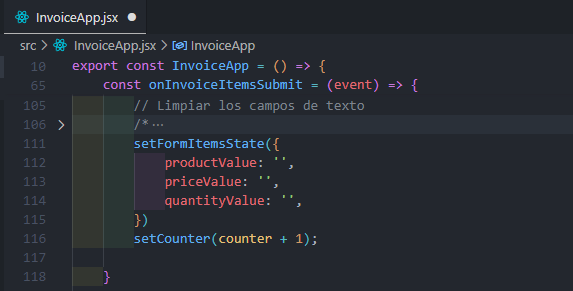 InvoiceApp.jsx
src > InvoiceApp.jsx > InvoiceApp
10 export const InvoiceApp = () => {
65 const onInvoiceItemsSubmit = (event) => {
105 // Limpiar los campos de texto
106 /* ···
111 setFormItemsState({
112 productValue: '',
113 priceValue: '',
114 quantityValue: '',
115 })
116 setCounter(counter + 1);
117
118 }